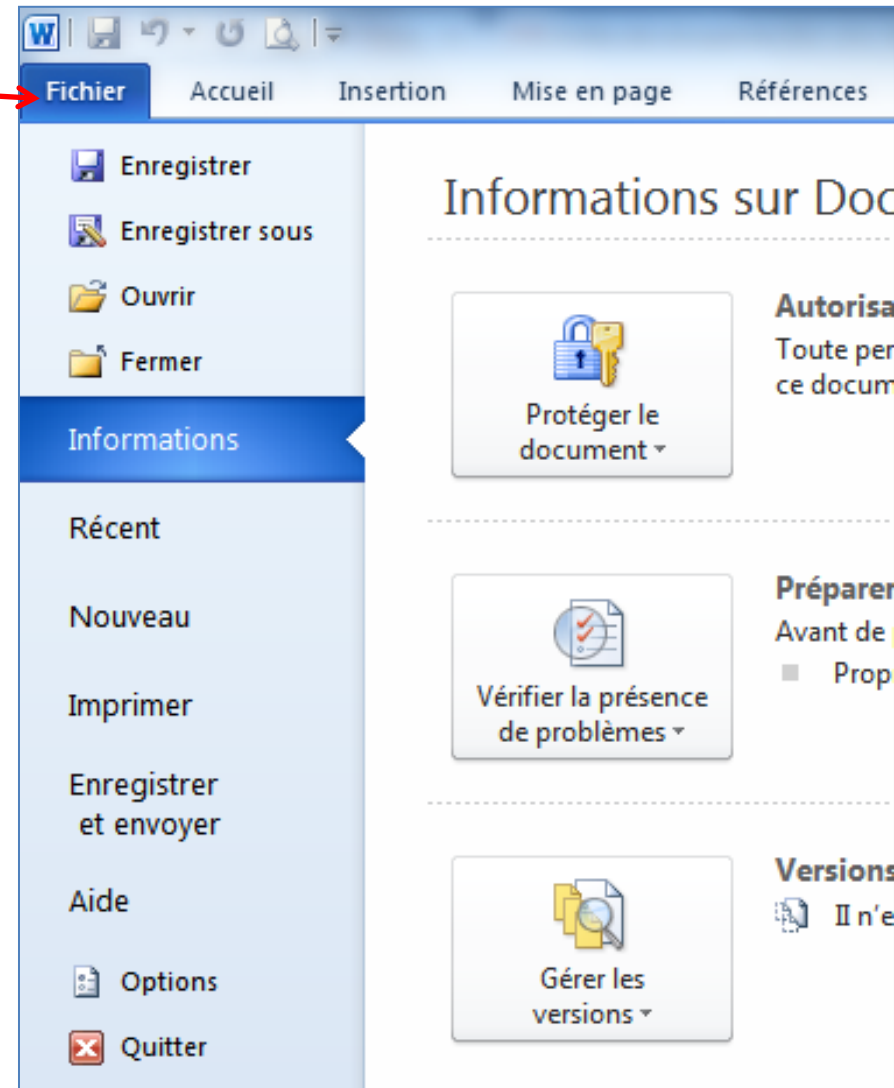 W
Fichier Accueil Insertion Mise en page Références
Enregistrer
Enregistrer sous
Ouvrir
Fermer
Informations
Récent
Nouveau
Imprimer
Enregistrer
et envoyer
Aide
Options
Quitter
Informations sur Doc
Protéger le
document
Autorisa
Toute per
ce docum
Vérifier la présence
de problèmes
Préparer
Avant de
Prop
Gérer les
versions
Versions
Il n'e